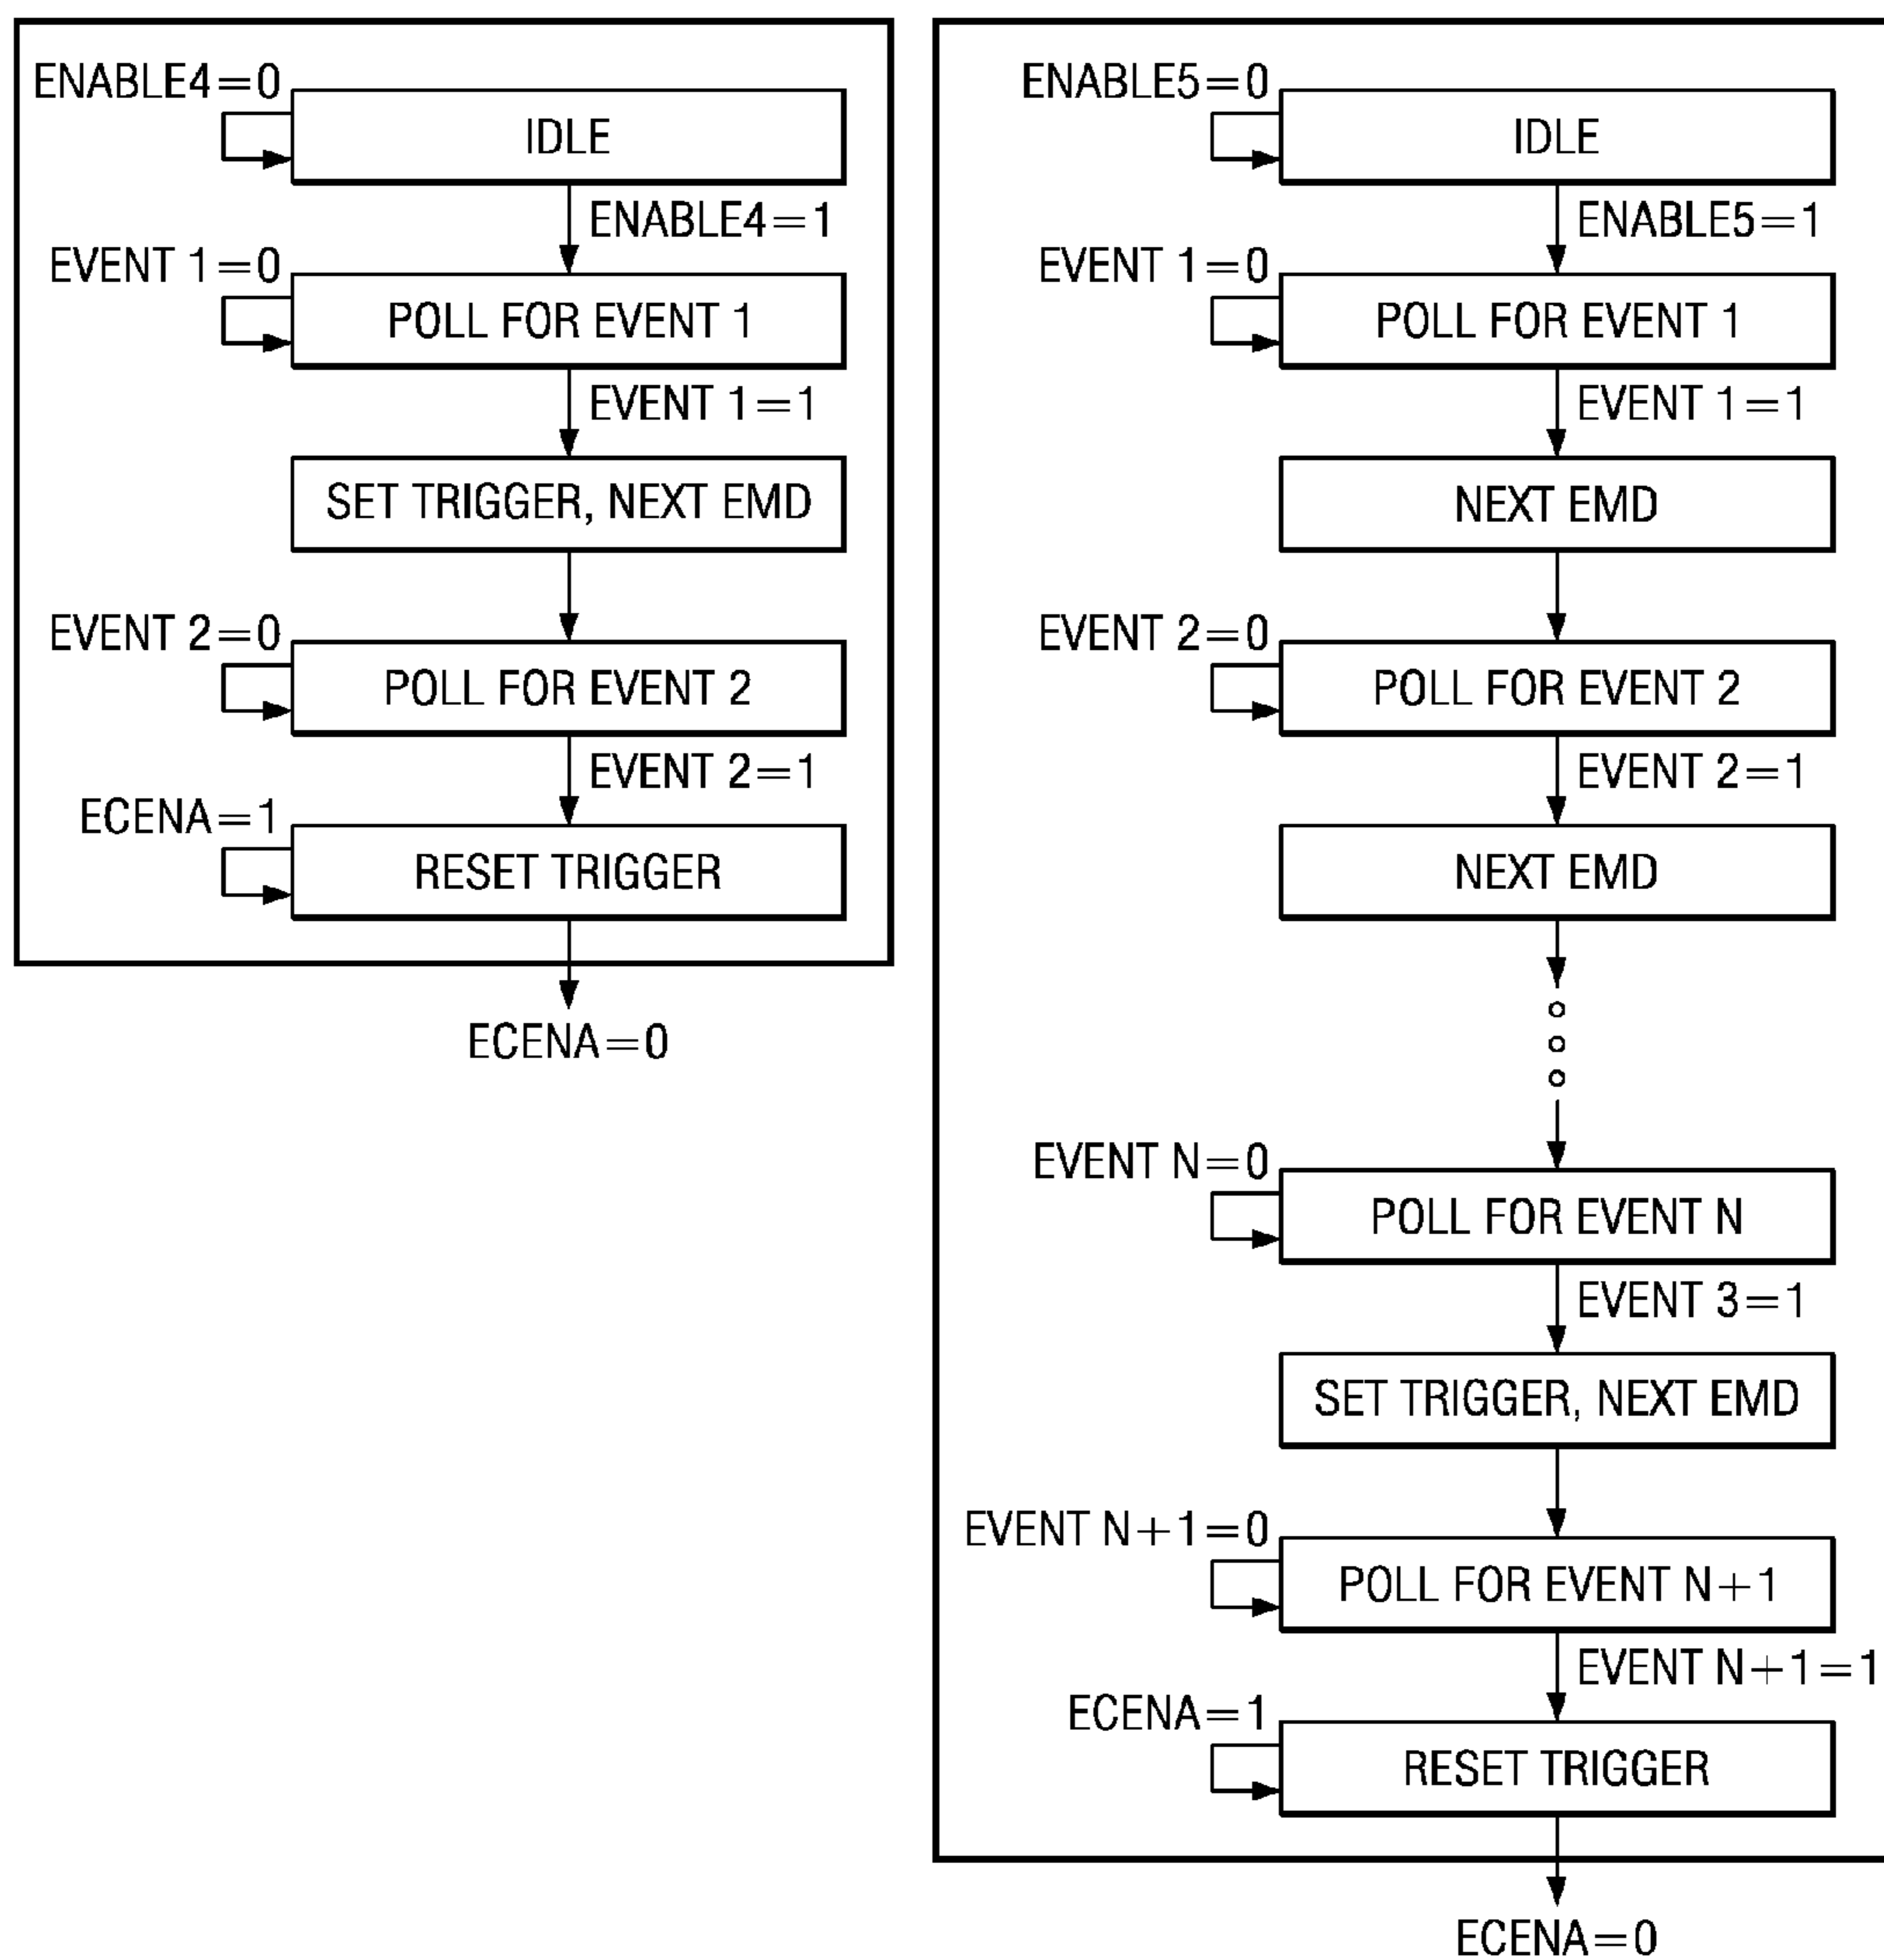 ENABLE4=0
IDLE
ENABLE4=1
EVENT 1=0
POLL FOR EVENT 1
EVENT 1=1
SET TRIGGER, NEXT EMD
EVENT 2=0
POLL FOR EVENT 2
EVENT 2=1
ECENA=1
RESET TRIGGER
ECENA=0
ENABLE5=0
IDLE
ENABLE5=1
EVENT 1=0
POLL FOR EVENT 1
EVENT 1=1
NEXT EMD
EVENT 2=0
POLL FOR EVENT 2
EVENT 2=1
NEXT EMD
EVENT N=0
POLL FOR EVENT N
EVENT 3=1
SET TRIGGER, NEXT EMD
EVENT N+1=0
POLL FOR EVENT N+1
EVENT N+1=1
ECENA=1
RESET TRIGGER
ECENA=0